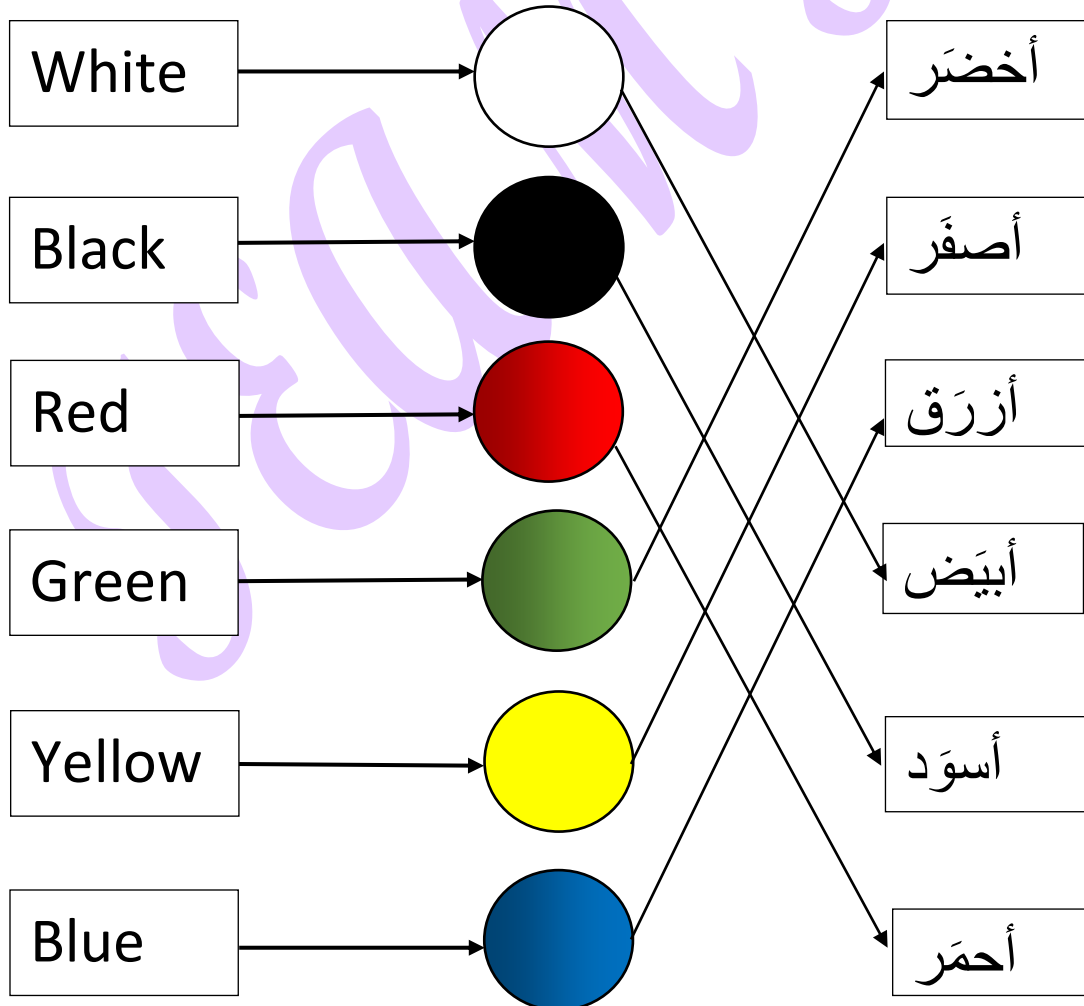 White
أخضَر
Black
أصفَر
Red
أزرَق
Green
أبيَض
Yellow
أسوَد
Blue
أحمَر